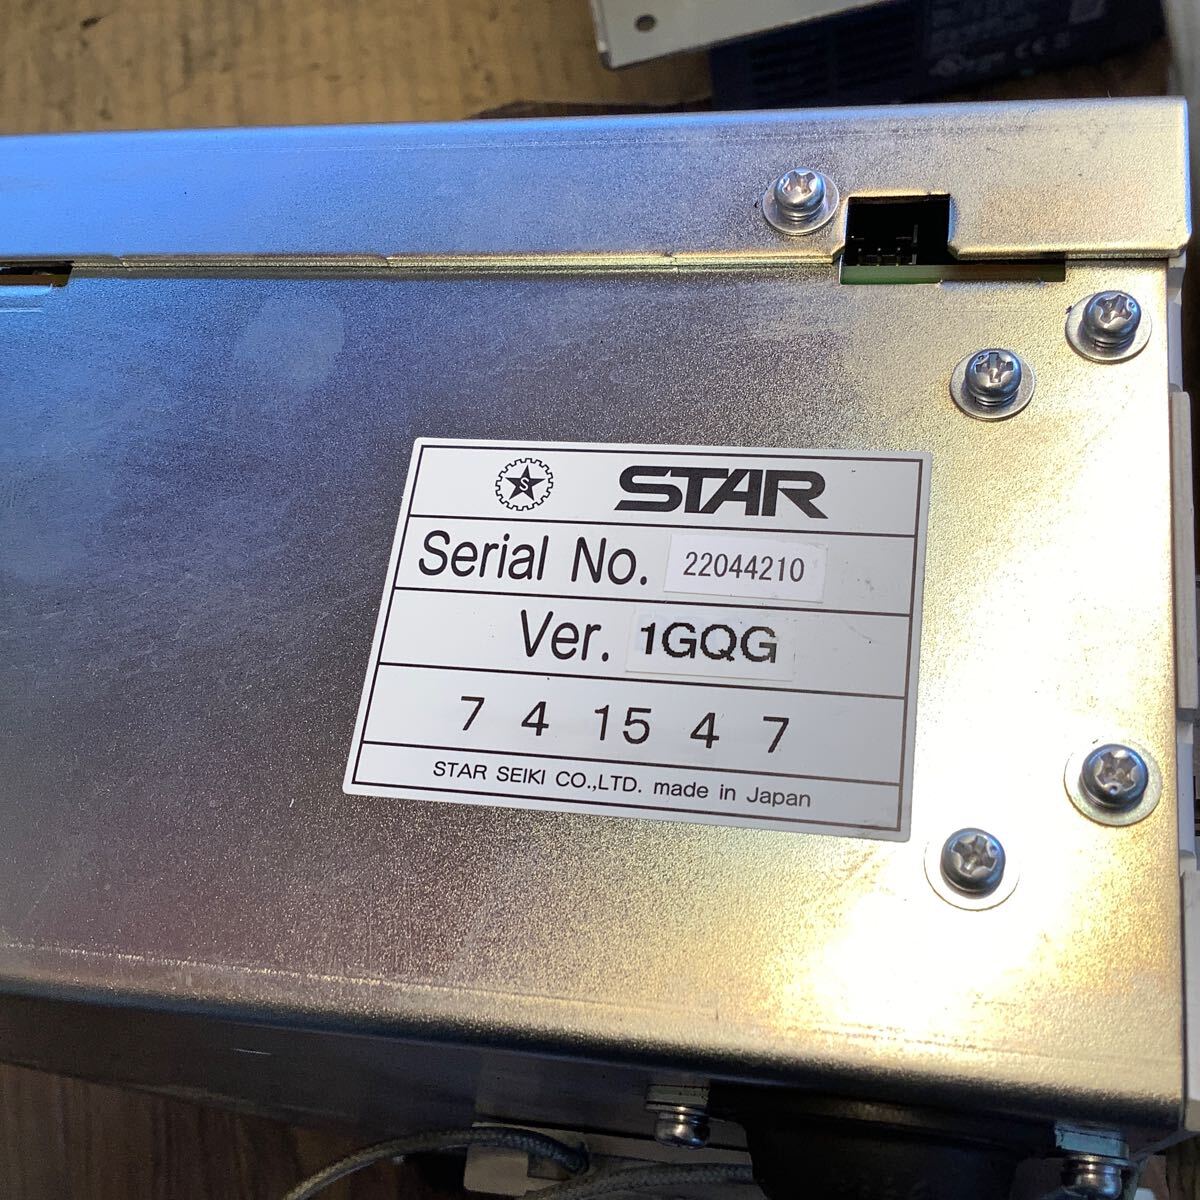 S STAR
Serial No. 22044210
Ver. 1GQG
7 4 15 4 7
STAR SEIKI CO.,LTD. made in Japan